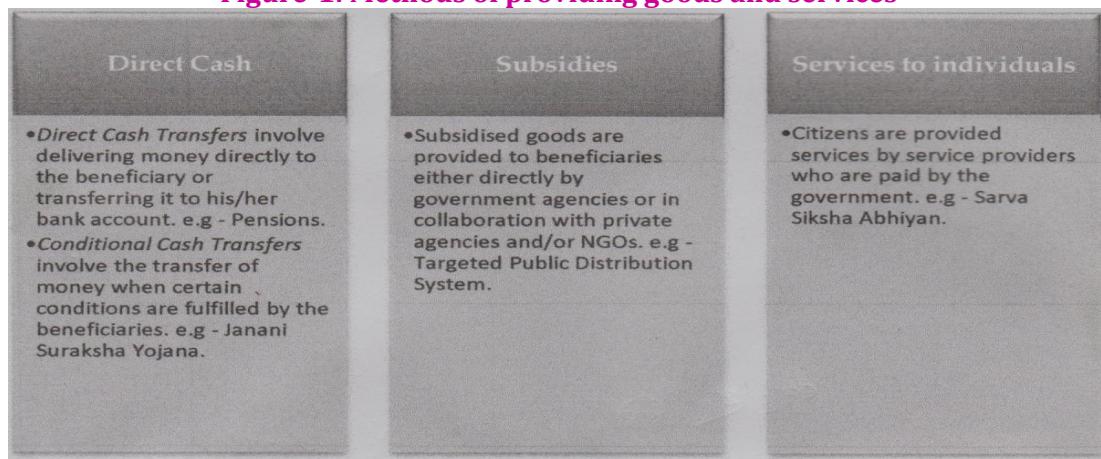 Figure-1: Methods of providing goods and services
Direct Cash
•Direct Cash Transfers involve
delivering money directly to
the beneficiary or
transferring it to his/her
bank account. e.g - Pensions.
•Conditional Cash Transfers
involve the transfer of
money when certain
conditions are fulfilled by the
beneficiaries. e.g - Janani
Suraksha Yojana.
Subsidies
•Subsidised goods are
provided to beneficiaries
either directly by
government agencies or in
collaboration with private
agencies and/or NGOs. e.g -
Targeted Public Distribution
System.
Services to individuals
•Citizens are provided
services by service providers
who are paid by the
government. e.g - Sarva
Siksha Abhiyan.